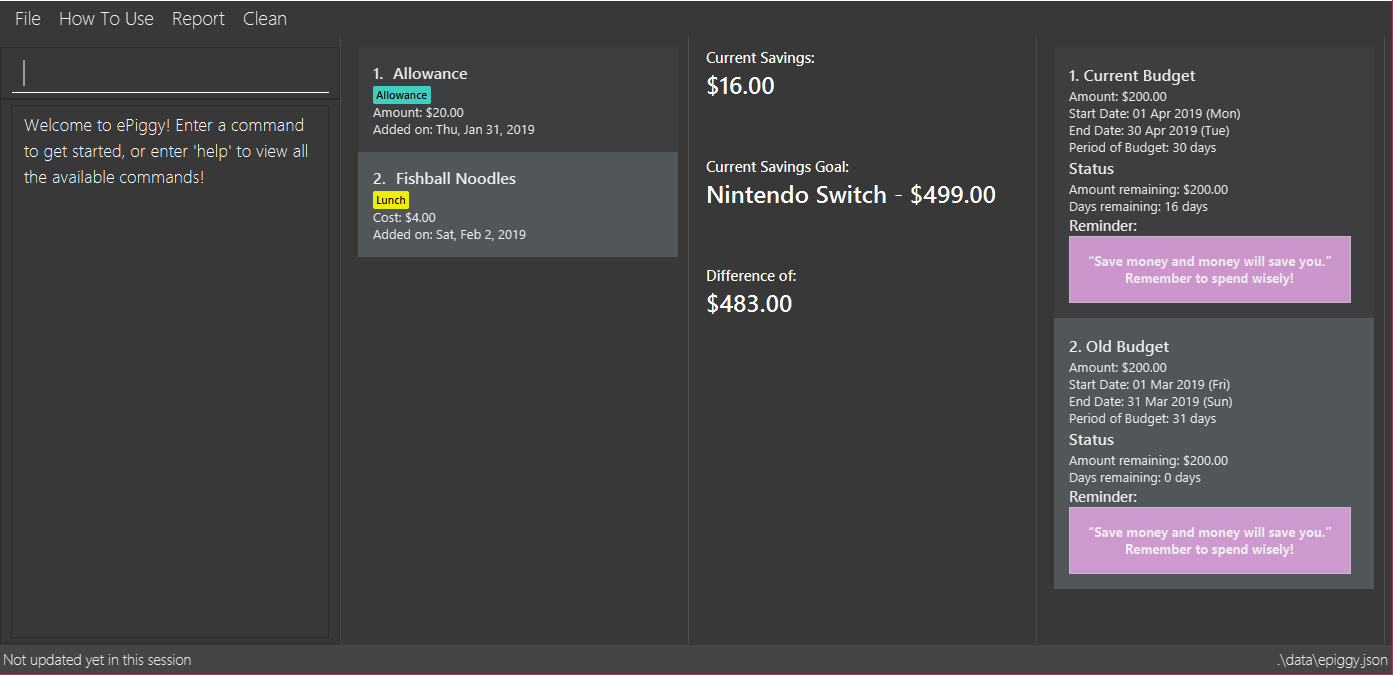 File How To Use Report Clean
Welcome to ePiggy! Enter a command
to get started, or enter 'help' to view all
the available commands!
1. Allowance
Allowance
Amount: $20.00
Added on: Thu, Jan 31, 2019
2. Fishball Noodles
Lunch
Cost: $4.00
Added on: Sat, Feb 2, 2019
Current Savings:
$16.00
Current Savings Goal:
Nintendo Switch - $499.00
Difference of:
$483.00
1. Current Budget
Amount: $200.00
Start Date: 01 Apr 2019 (Mon)
End Date: 30 Apr 2019 (Tue)
Period of Budget: 30 days
Status
Amount remaining: $200.00
Days remaining: 16 days
Reminder:
“Save money and money will save you.”
Remember to spend wisely!
2. Old Budget
Amount: $200.00
Start Date: 01 Mar 2019 (Fri)
End Date: 31 Mar 2019 (Sun)
Period of Budget: 31 days
Status
Amount remaining: $200.00
Days remaining: 0 days
Reminder:
“Save money and money will save you.”
Remember to spend wisely!
Not updated yet in this session
.\data\epiggy.json